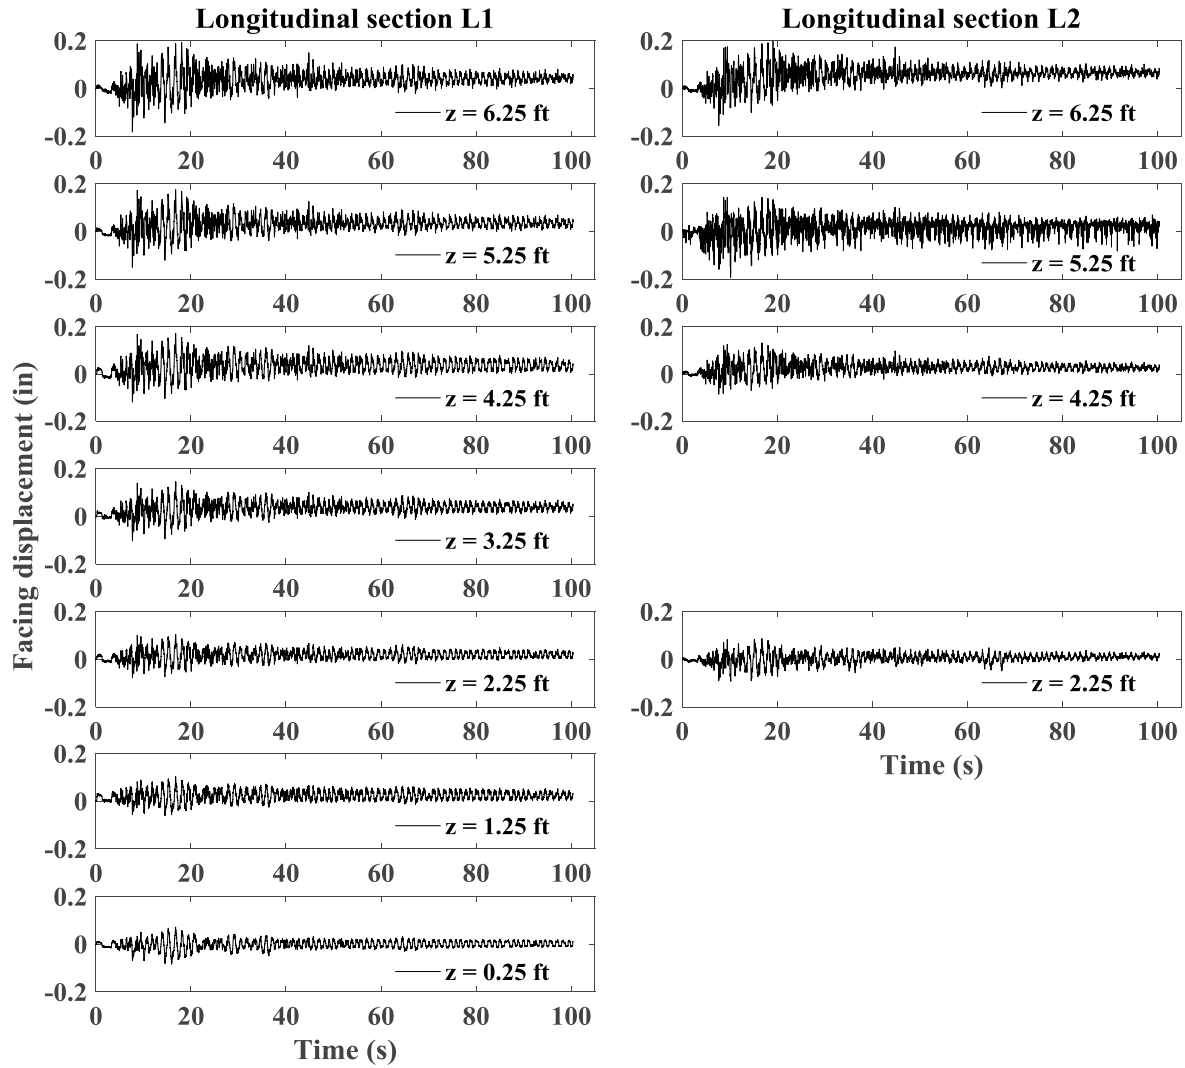 Longitudinal section L1
0.2
0
-0.2
z = 6.25 ft
0 20 40 60 80 100
0.2
0
-0.2
z = 5.25 ft
0 20 40 60 80 100
0.2
0
-0.2
z = 4.25 ft
0 20 40 60 80 100
0.2
0
-0.2
z = 3.25 ft
0 20 40 60 80 100
0.2
0
-0.2
z = 2.25 ft
0 20 40 60 80 100
0.2
0
-0.2
z = 1.25 ft
0 20 40 60 80 100
0.2
0
-0.2
z = 0.25 ft
0 20 40 60 80 100
Time (s)
Facing displacement (in)
Longitudinal section L2
0.2
0
-0.2
z = 6.25 ft
0 20 40 60 80 100
0.2
0
-0.2
z = 5.25 ft
0 20 40 60 80 100
0.2
0
-0.2
z = 4.25 ft
0 20 40 60 80 100
0.2
0
-0.2
z = 2.25 ft
0 20 40 60 80 100
Time (s)